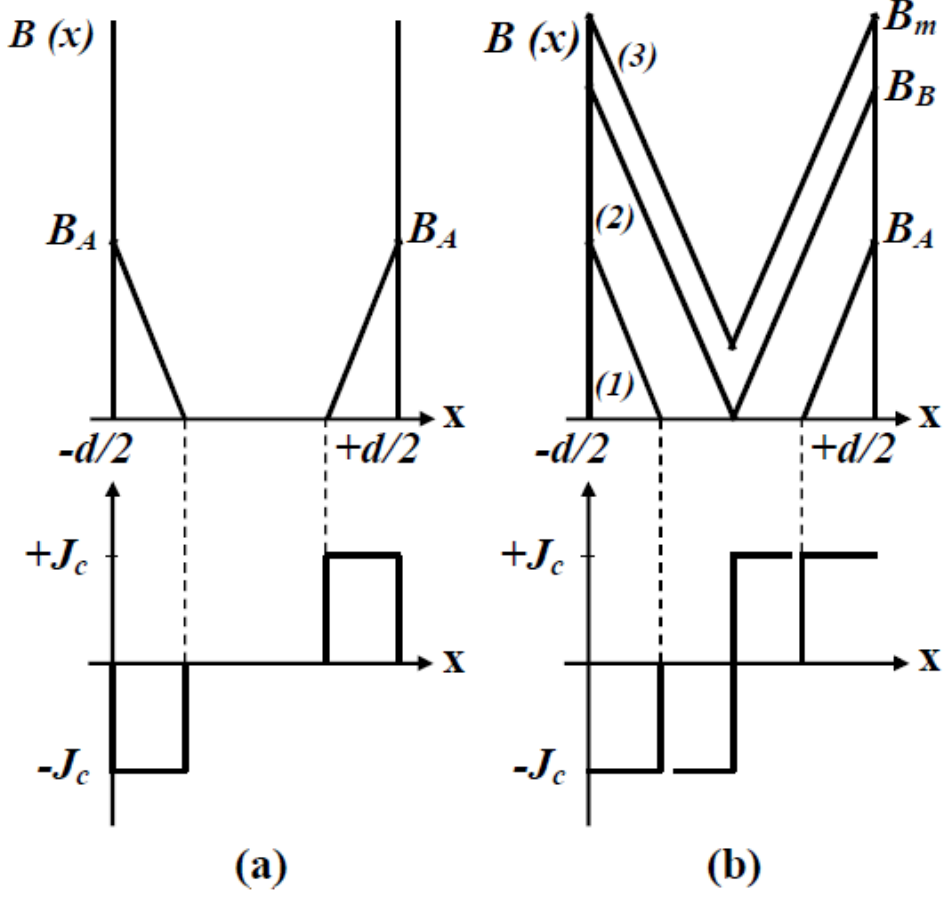 B (x)
B_A
B_A
x
-d/2
+d/2
+J_c
x
-J_c
(a)
B (x)
(3)
B_m
B_B
(2)
B_A
(1)
x
-d/2
+d/2
+J_c
x
-J_c
(b)